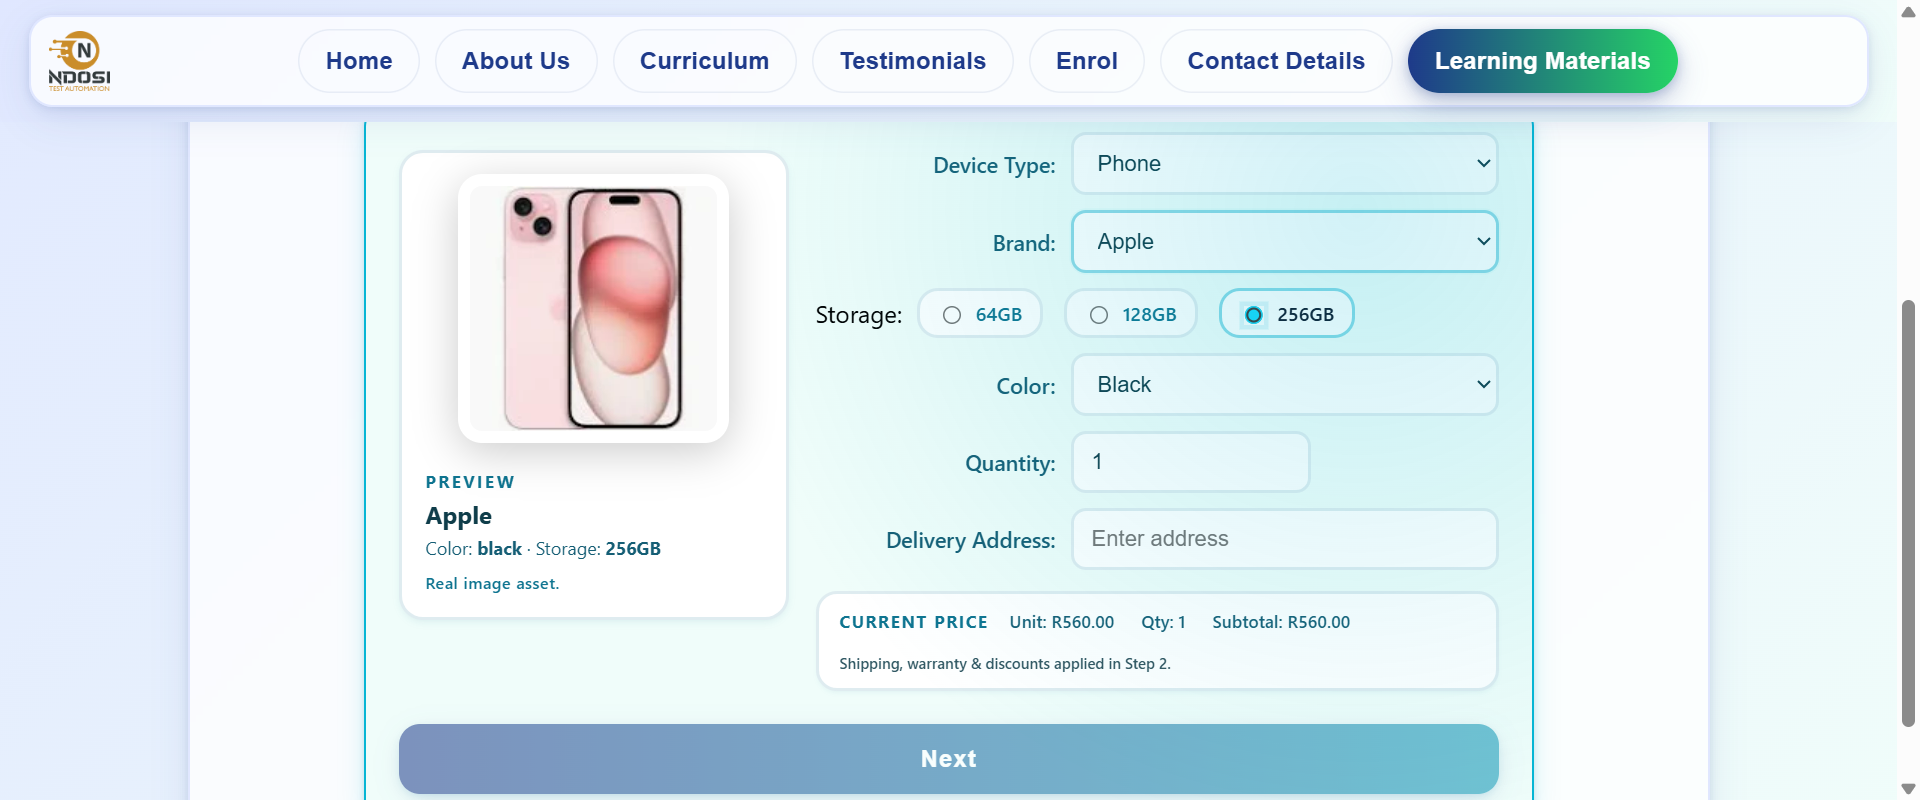 N
NDOSI
TEST AUTOMATION
Home
About Us
Curriculum
Testimonials
Enrol
Contact Details
Learning Materials
PREVIEW
Apple
Color: black · Storage: 256GB
Real image asset.
Device Type: Phone
Brand: Apple
Storage: 64GB 128GB 256GB
Color: Black
Quantity: 1
Delivery Address: Enter address
CURRENT PRICE Unit: R560.00 Qty: 1 Subtotal: R560.00
Shipping, warranty & discounts applied in Step 2.
Next